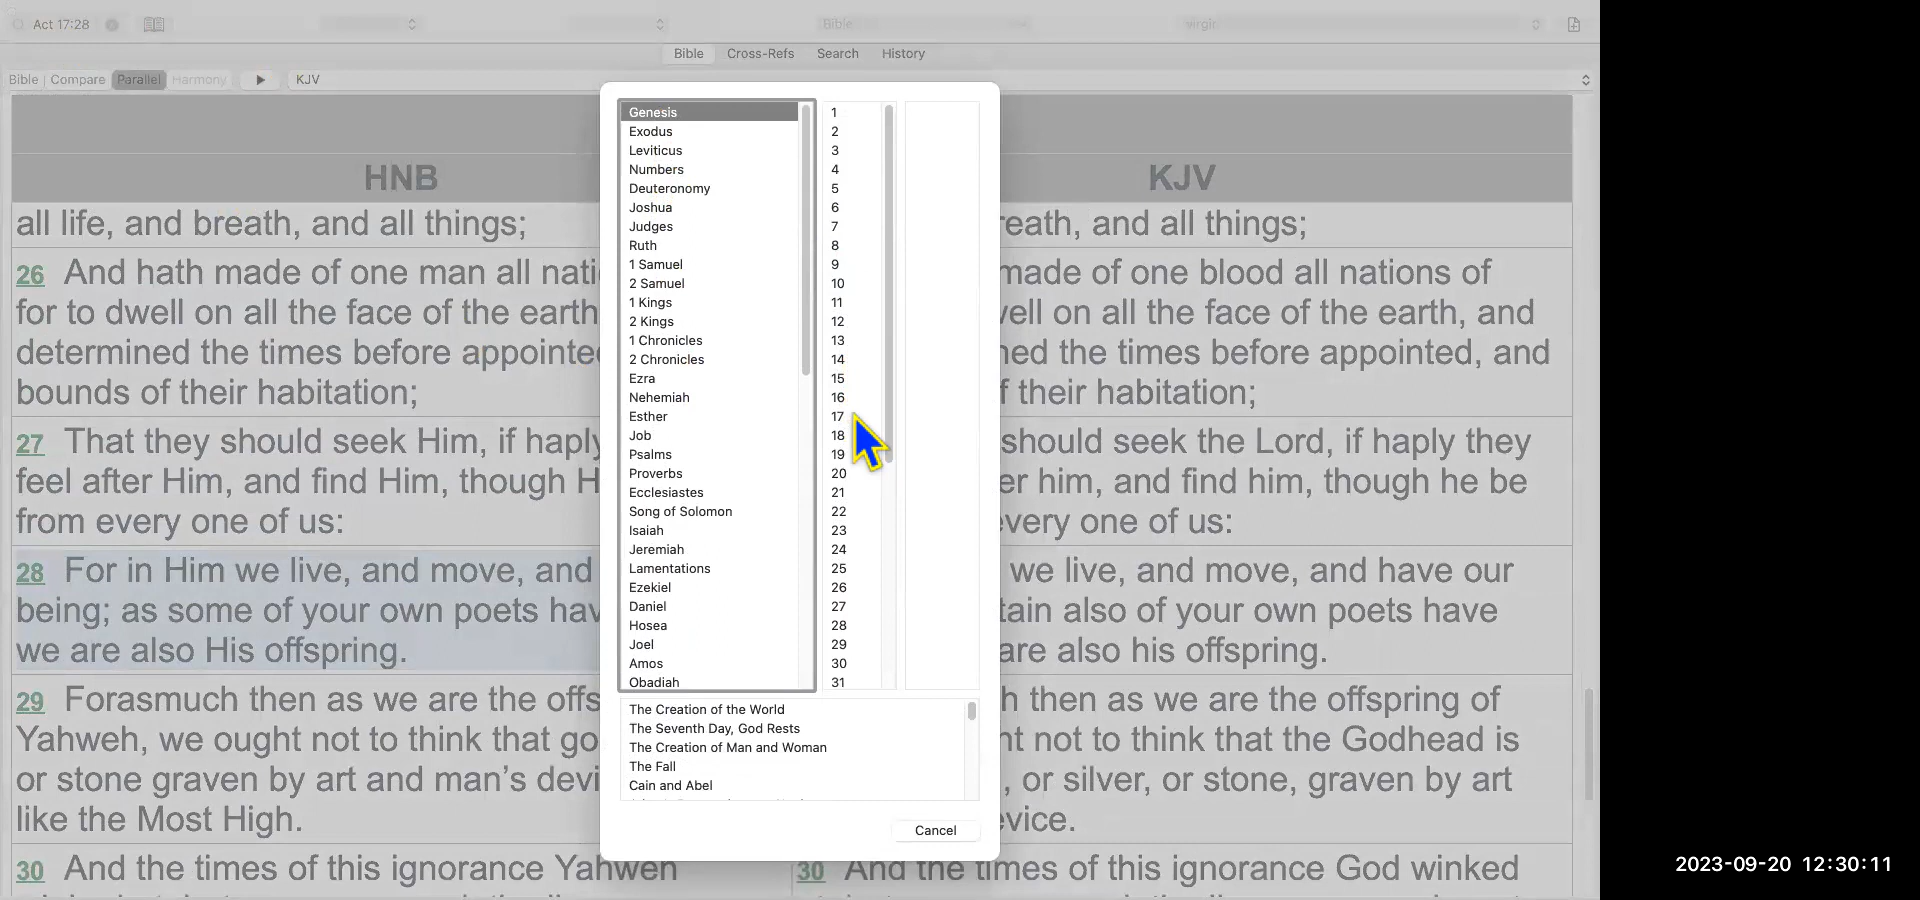 Act 17:28
Bible
virgin
Bible Cross-Refs Search History
Bible Compare Parallel Harmony KJV
HNB
all life, and breath, and all things;
26 And hath made of one man all nati
for to dwell on all the face of the earth
determined the times before appointe
bounds of their habitation;
27 That they should seek Him, if haply
feel after Him, and find Him, though H
from every one of us:
28 For in Him we live, and move, and
being; as some of your own poets hav
we are also His offspring.
29 Forasmuch then as we are the offs
Yahweh, we ought not to think that go
or stone graven by art and man's devi
like the Most High.
30 And the times of this ignorance Yahweh
Genesis
Exodus
Leviticus
Numbers
Deuteronomy
Joshua
Judges
Ruth
1 Samuel
2 Samuel
1 Kings
2 Kings
1 Chronicles
2 Chronicles
Ezra
Nehemiah
Esther
Job
Psalms
Proverbs
Ecclesiastes
Song of Solomon
Isaiah
Jeremiah
Lamentations
Ezekiel
Daniel
Hosea
Joel
Amos
Obadiah
1
2
3
4
5
6
7
8
9
10
11
12
13
14
15
16
17
18
19
20
21
22
23
24
25
26
27
28
29
30
31
The Creation of the World
The Seventh Day, God Rests
The Creation of Man and Woman
The Fall
Cain and Abel
Cancel
KJV
reath, and all things;
made of one blood all nations of
vell on all the face of the earth, and
ned the times before appointed, and
f their habitation;
should seek the Lord, if haply they
er him, and find him, though he be
every one of us:
we live, and move, and have our
tain also of your own poets have
are also his offspring.
h then as we are the offspring of
nt not to think that the Godhead is
, or silver, or stone, graven by art
evice.
30 And the times of this ignorance God winked
2023-09-20 12:30:11